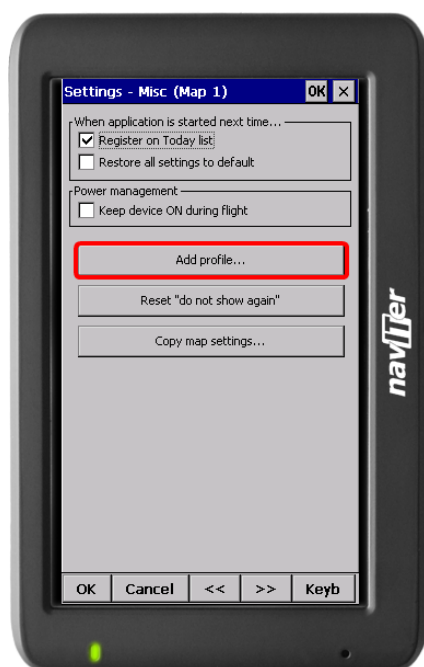 Settings - Misc (Map 1) OK ×
When application is started next time...
Register on Today list
Restore all settings to default
Power management
Keep device ON during flight
Add profile...
Reset "do not show again"
Copy map settings...
OK Cancel << >> Keyb
naviter